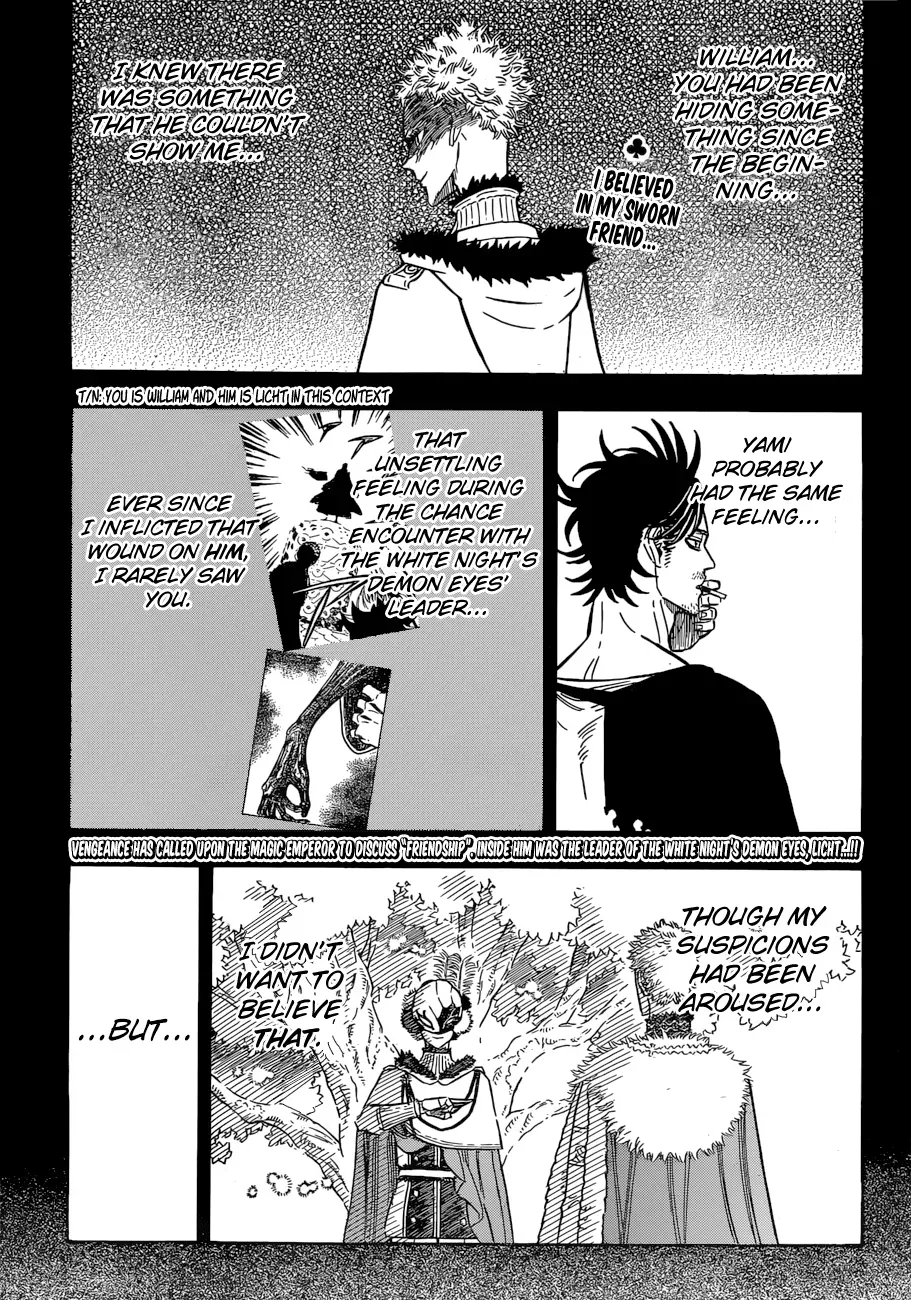 WILLIAM...
YOU HAD BEEN
HIDING SOME-
THING SINCE
THE BEGIN-
NING...
I BELIEVED
IN MY SWORN
FRIEND...
I KNEW THERE
WAS SOMETHING
THAT HE COULDN'T
SHOW ME...
T/N: YOU IS WILLIAM AND HIM IS LICHT IN THIS CONTEXT
YAMI
PROBABLY
HAD THE SAME
FEELING...
THAT
UNSETTLING
FEELING DURING
THE CHANCE
ENCOUNTER WITH
THE WHITE NIGHT'S
DEMON EYES'
LEADER...
EVER SINCE
I INFLICTED THAT
WOUND ON HIM,
I RARELY SAW
YOU.
VENGEANCE HAS CALLED UPON THE MAGIC EMPEROR TO DISCUSS "FRIENDSHIP". INSIDE HIM WAS THE LEADER OF THE WHITE NIGHT'S DEMON EYES, LICHT...!!!
THOUGH MY
SUSPICIONS
HAD BEEN
AROUSED...
I DIDN'T
WANT TO
BELIEVE
THAT.
...BUT...